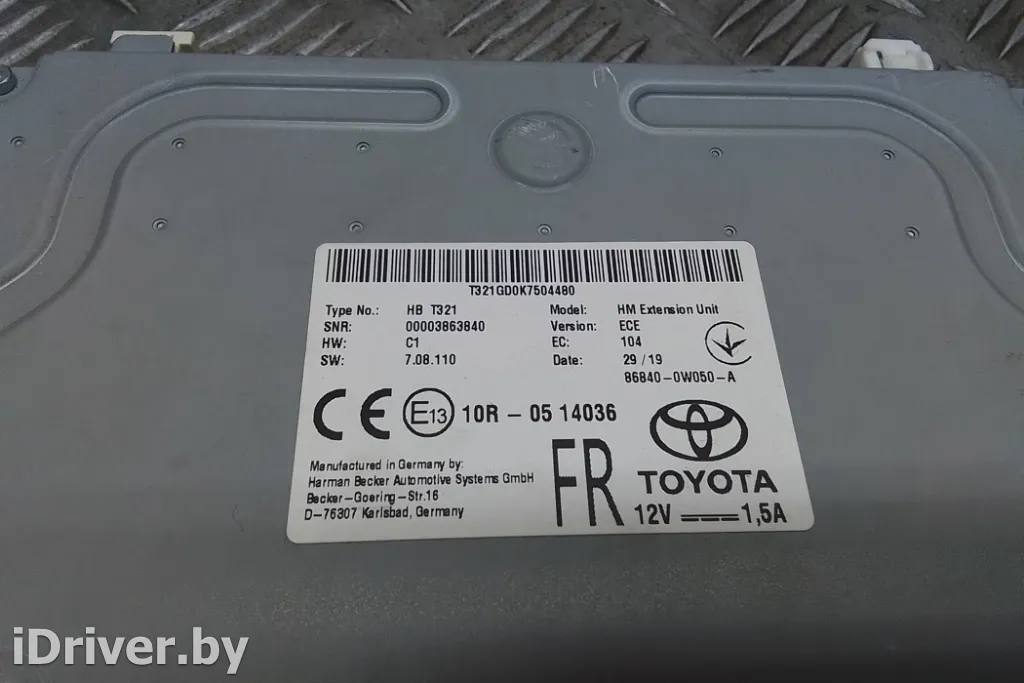 T321GD0K7504480
Type No.: HB T321 Model: HM Extension Unit
SNR: 00003863840 Version: ECE
HW: C1 EC: 104
SW: 7.08.110 Date: 29/19
86840-0W050-A
CE E13 10R - 05 14036
Manufactured in Germany by:
Harman Becker Automotive Systems GmbH
Becker-Goering-Str.16
D-76307 Karlsbad, Germany
FR
TOYOTA
12V 1,5A
iDriver.by